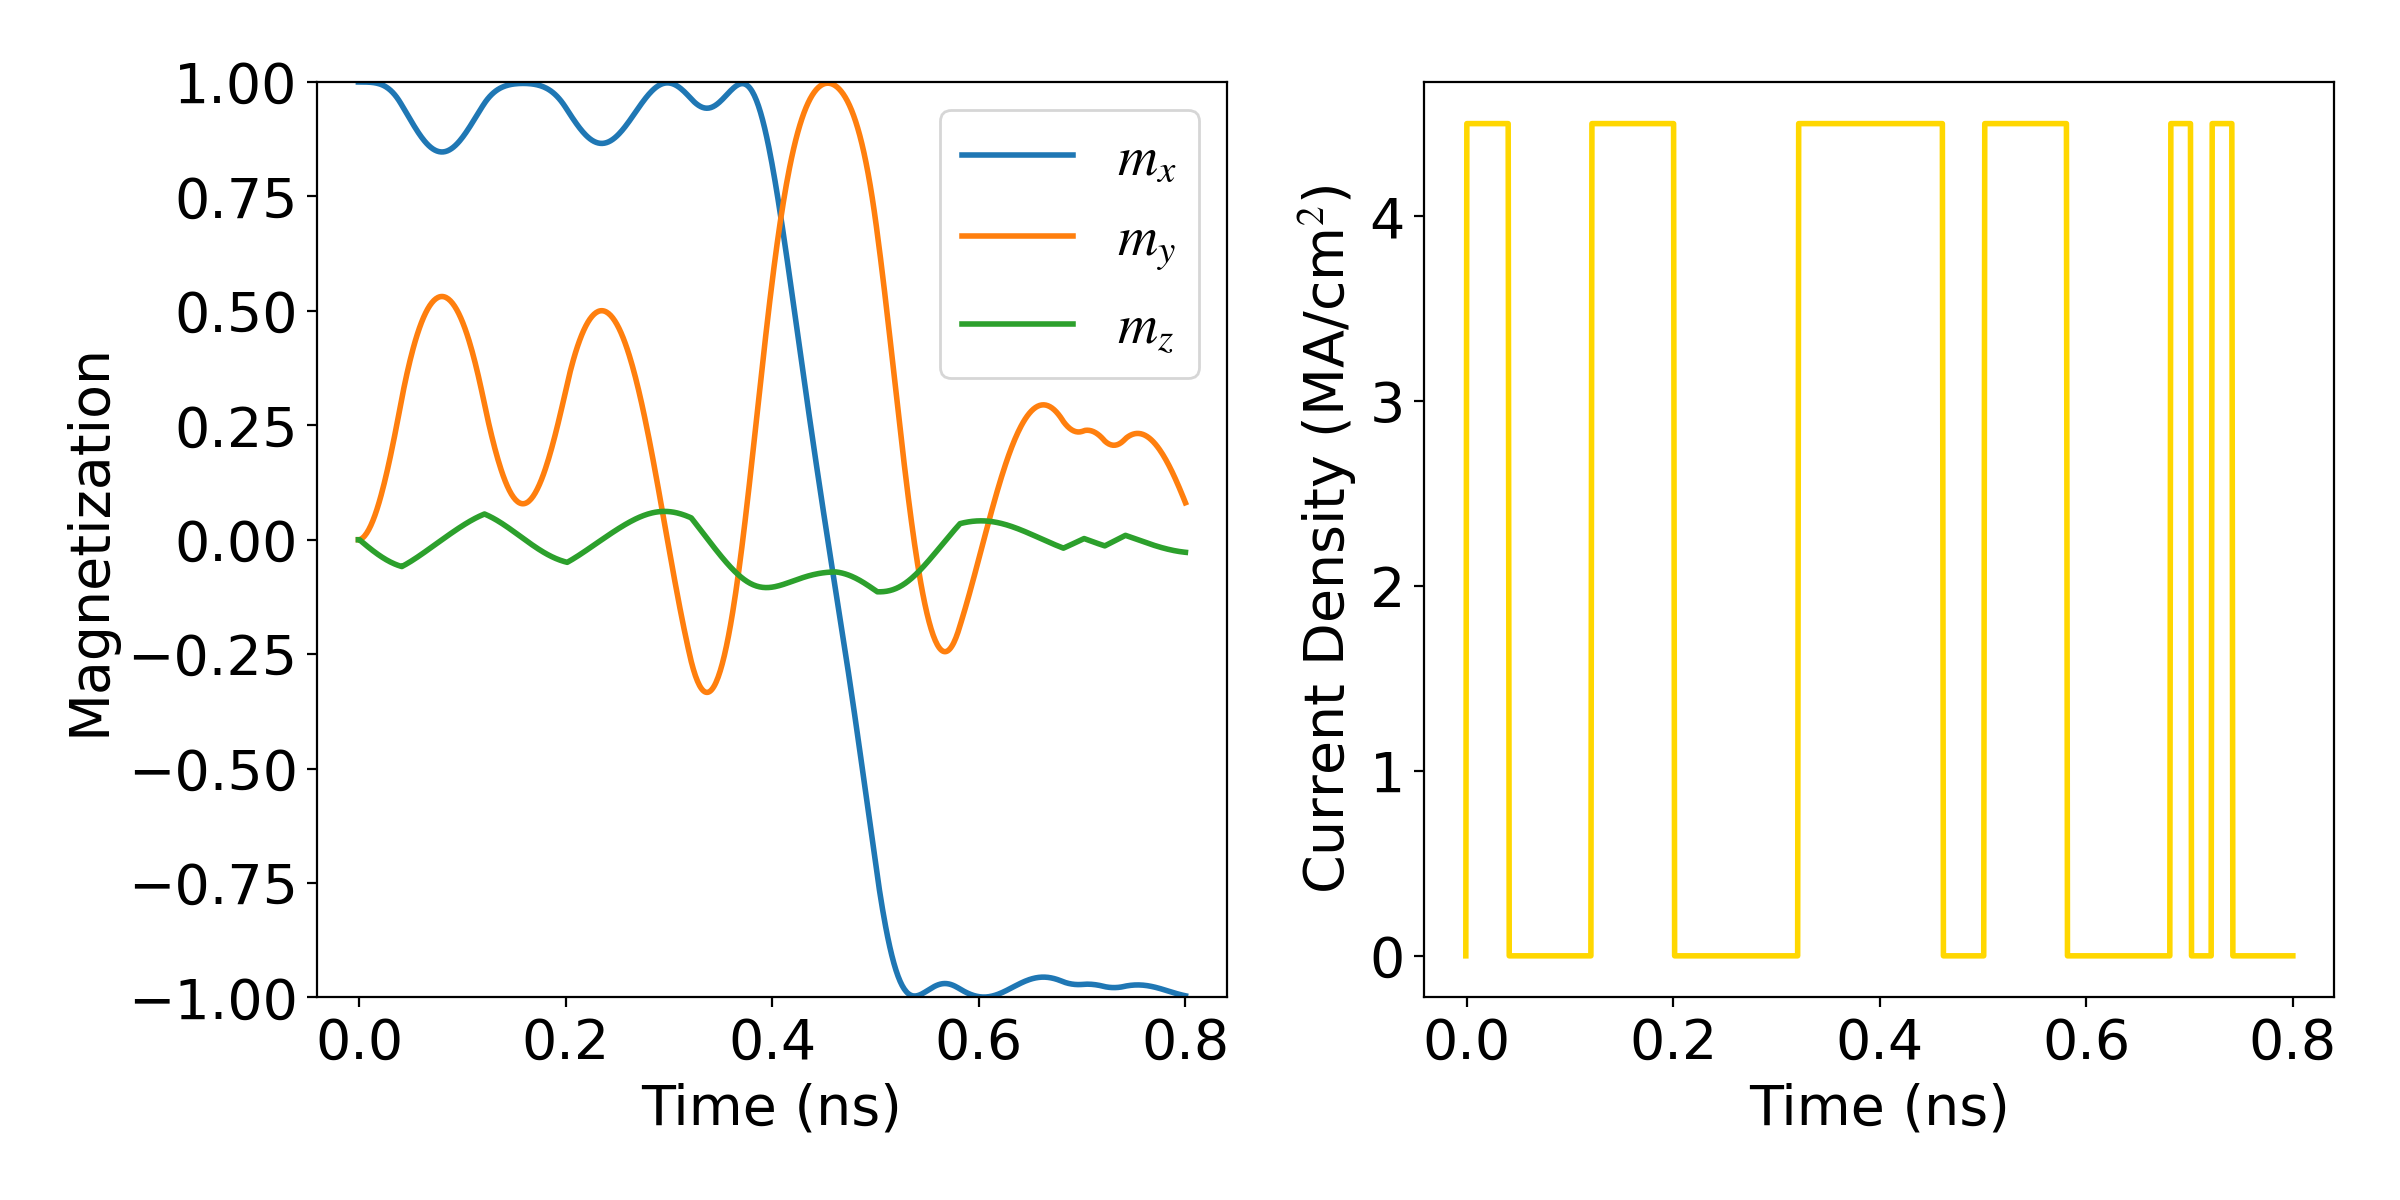 Magnetization
1.00
0.75
0.50
0.25
0.00
−0.25
−0.50
−0.75
−1.00
0.0 0.2 0.4 0.6 0.8
Time (ns)
m_x
m_y
m_z
Current Density (MA/cm²)
4
3
2
1
0
0.0 0.2 0.4 0.6 0.8
Time (ns)